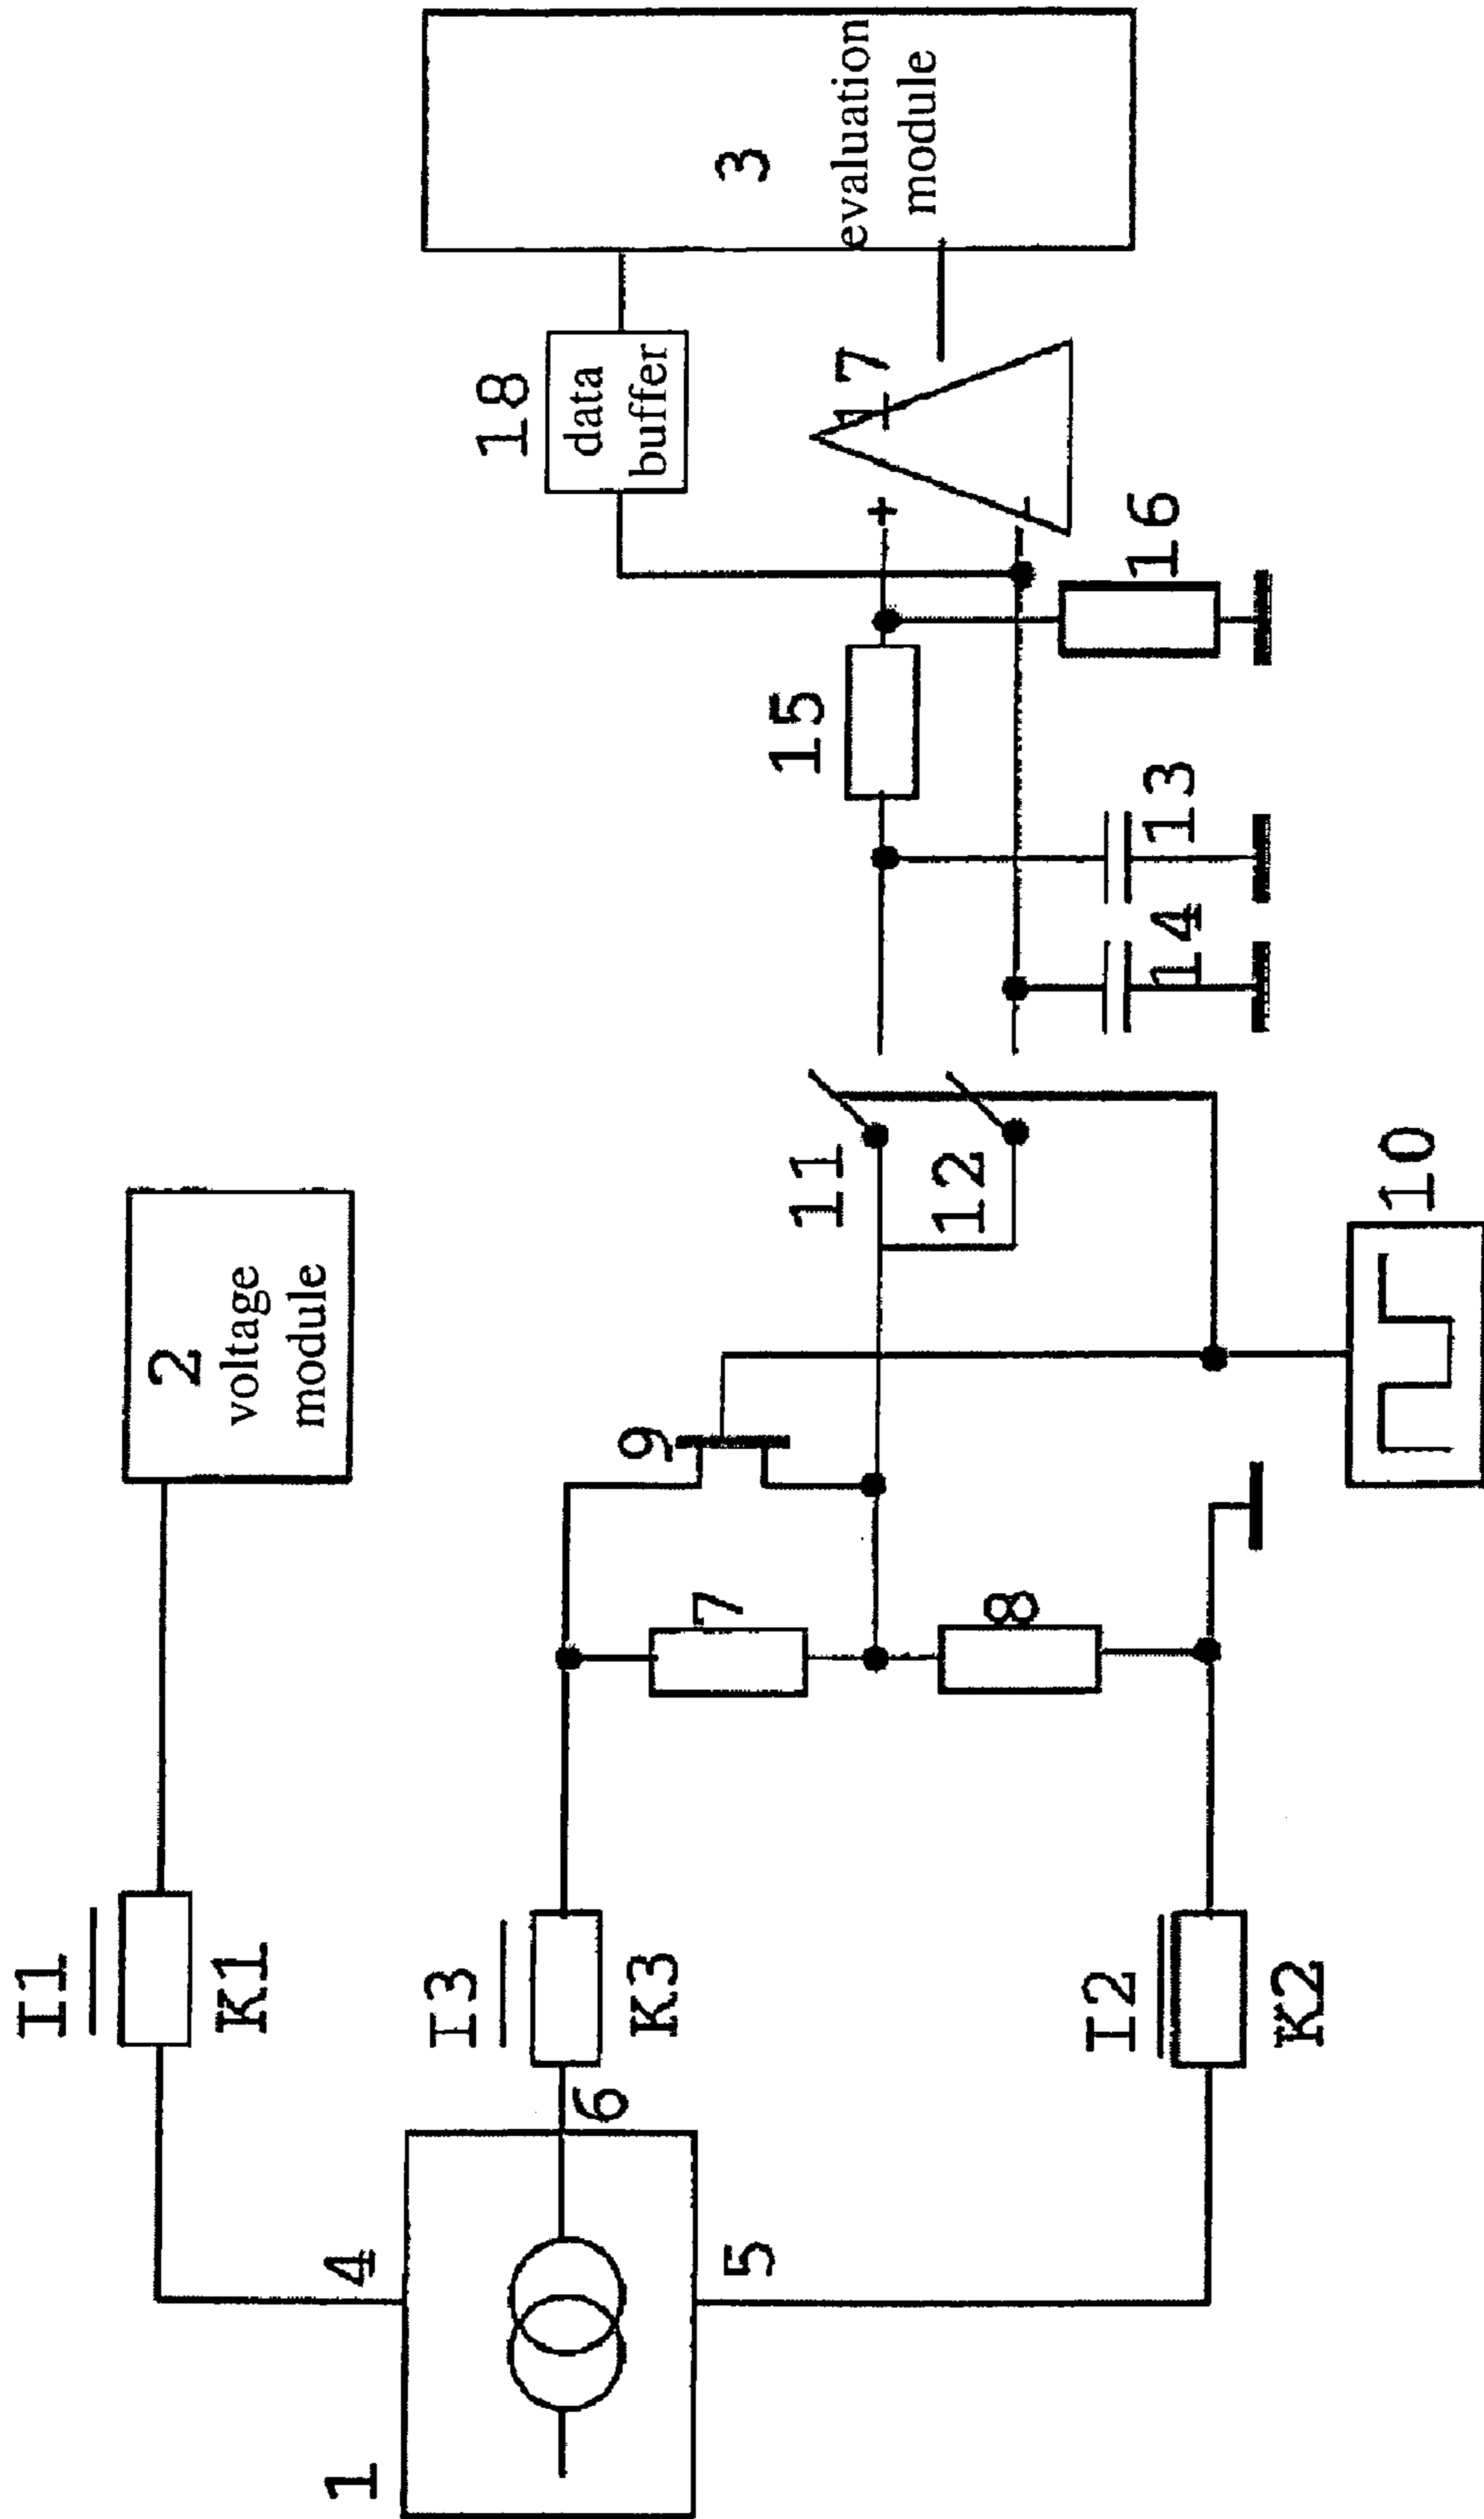 3
evaluation
module
18
data
buffer
17
+
-
16
15
13
14
11
12
10
2
voltage
module
9
7
8
I1
K1
I3
K3
I2
K2
6
4
5
1